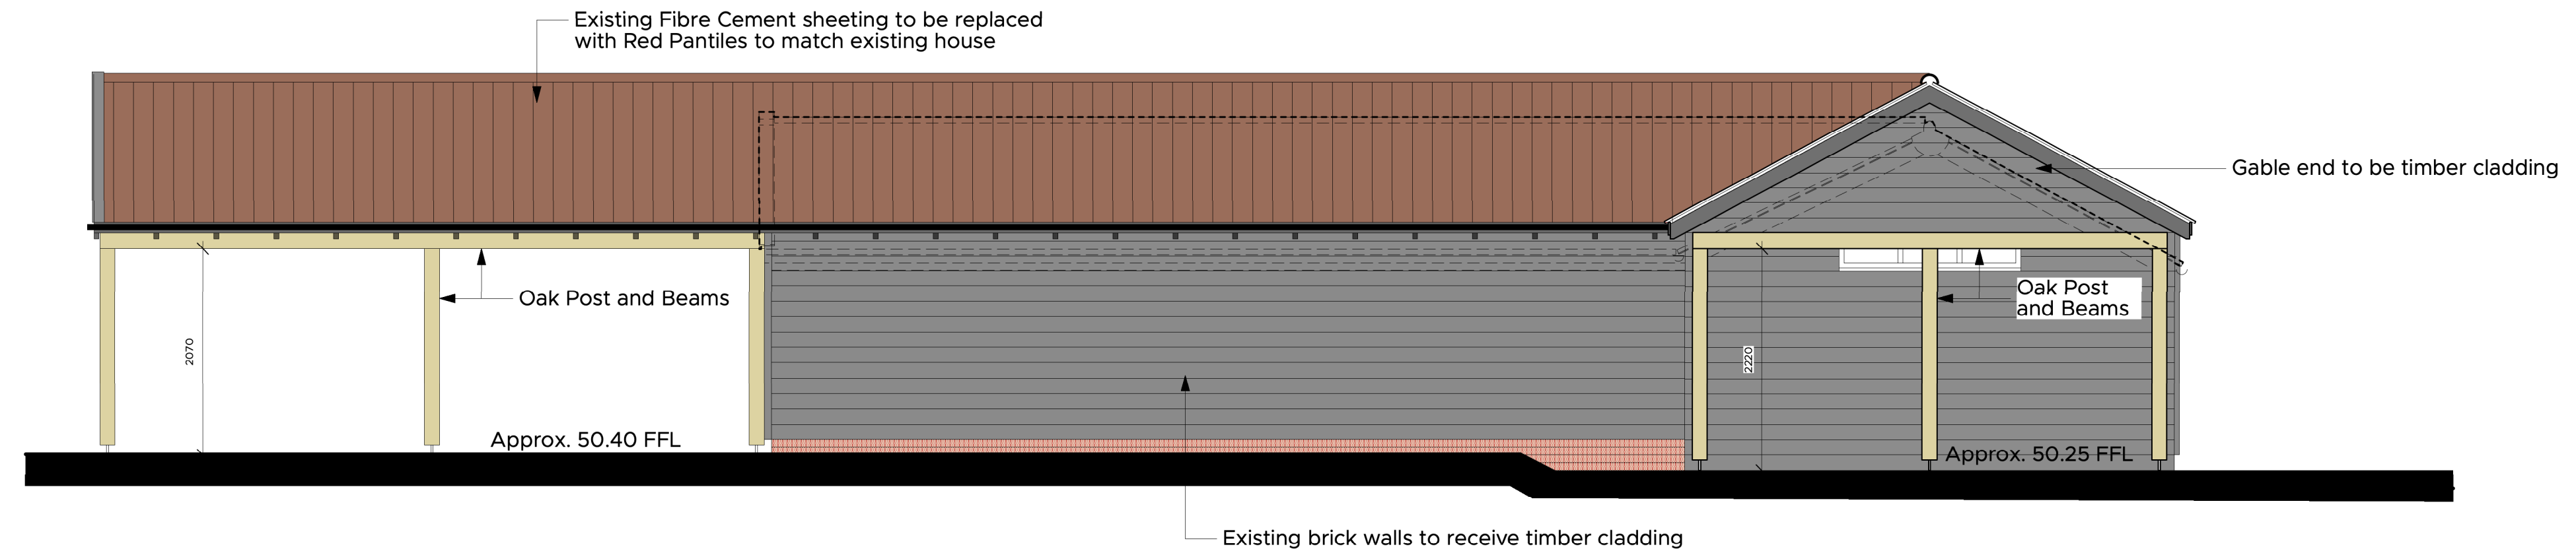 Existing Fibre Cement sheeting to be replaced
with Red Pantiles to match existing house
Gable end to be timber cladding
Oak Post and Beams
Oak Post
and Beams
2070
2220
Approx. 50.40 FFL
Approx. 50.25 FFL
Existing brick walls to receive timber cladding